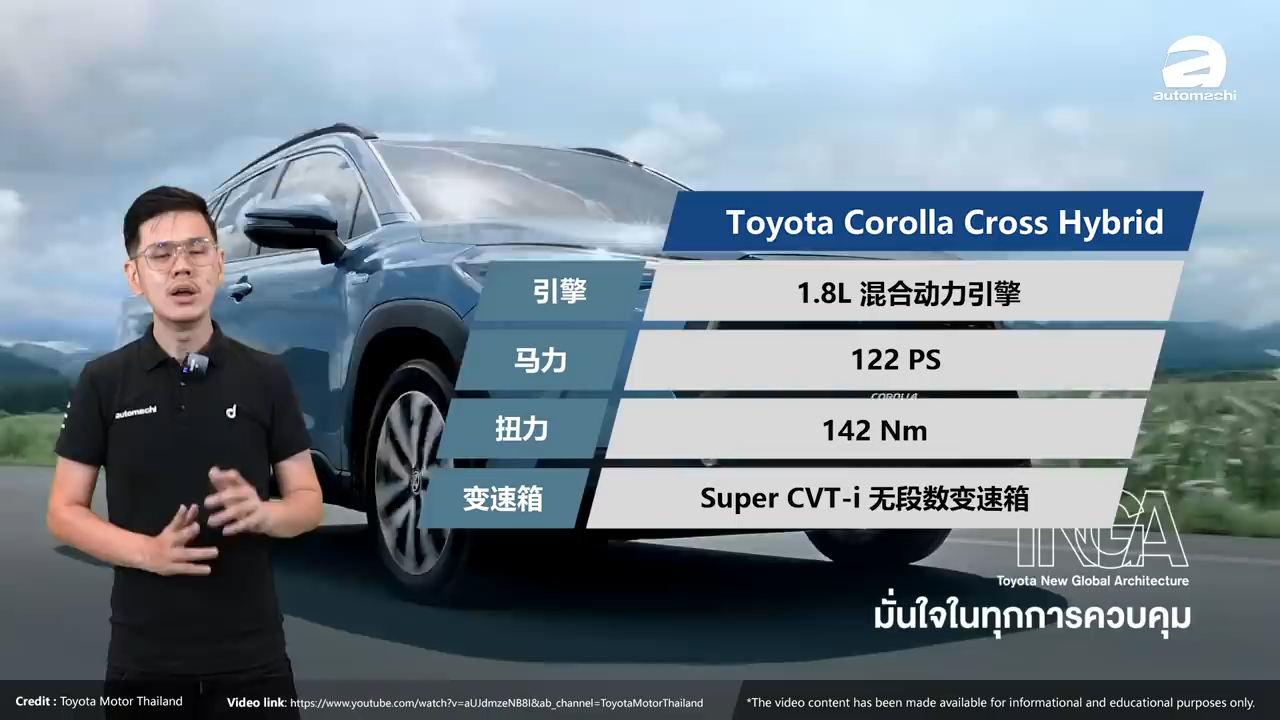 automachi
Toyota Corolla Cross Hybrid
引擎 1.8L 混合动力引擎
马力 122 PS
COROLLA
扭力 142 Nm
变速箱 Super CVT-i 无段数变速箱
automachi d
TNGA
Toyota New Global Architecture
มั่นใจในทุกการควบคุม
Credit : Toyota Motor Thailand
Video link: https://www.youtube.com/watch?v=aUJdmzeNB8I&ab_channel=ToyotaMotorThailand
*The video content has been made available for informational and educational purposes only.